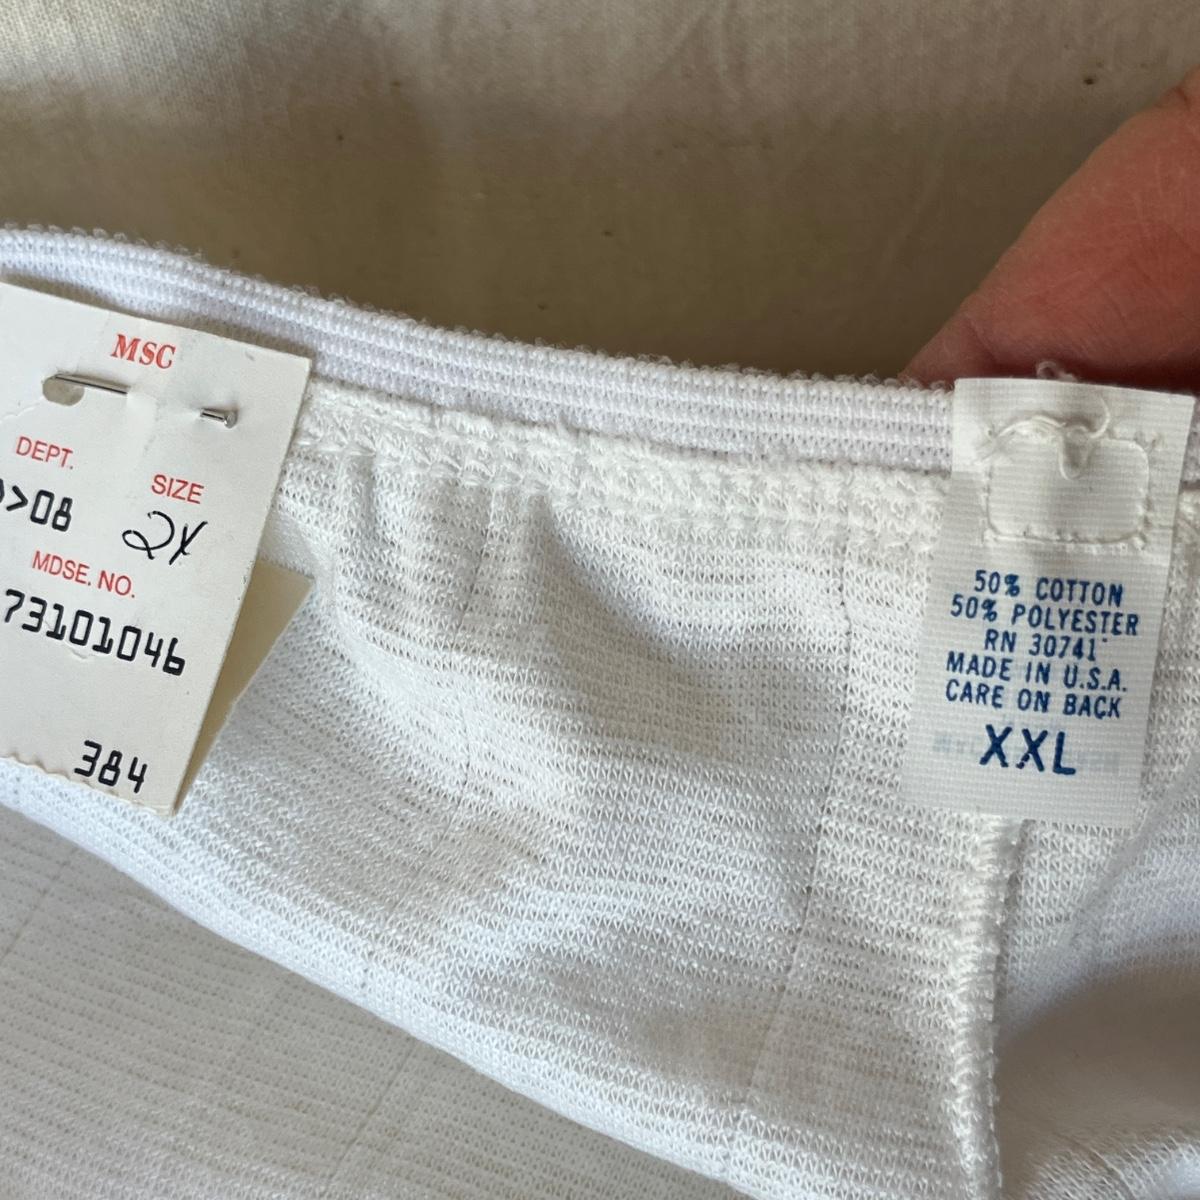 MSC
DEPT.
SIZE
>08
2X
MDSE. NO.
73101046
384
50% COTTON
50% POLYESTER
RN 30741
MADE IN U.S.A.
CARE ON BACK
XXL